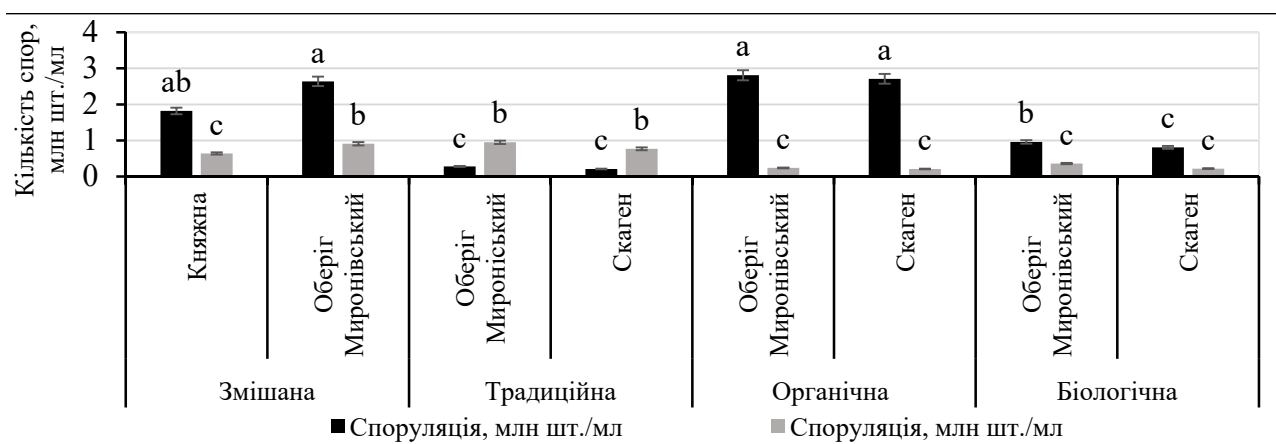 Кількість спор,
млн шт./мл
4
3
2
1
0
ab
c
a
b
c
b
c
b
a
c
a
c
b
c
c
c
Княжна
Оберіг
Миронівський
Оберіг
Мироніський
Скаген
Оберіг
Миронівський
Скаген
Оберіг
Миронівський
Скаген
Змішана
Традиційна
Органічна
Біологічна
Споруляція, млн шт./мл
Споруляція, млн шт./мл